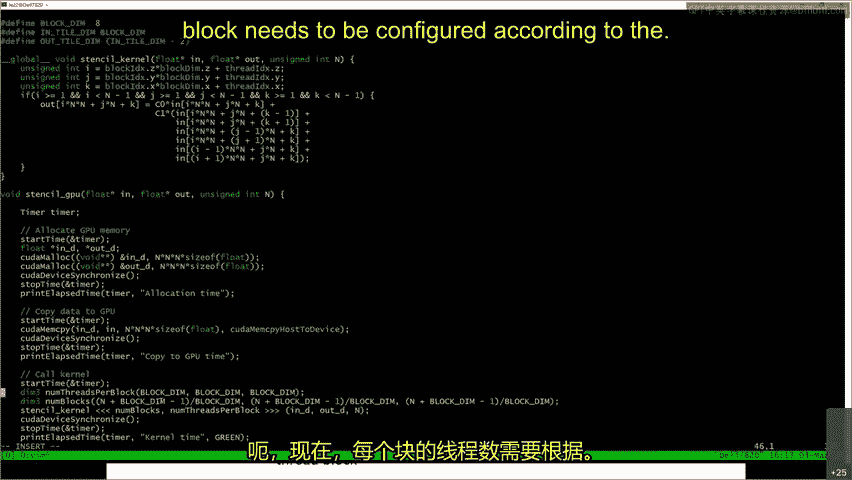 block needs to be configured according to the.
#define BLOCK_DIM 8
#define IN_TILE_DIM BLOCK_DIM
#define OUT_TILE_DIM (IN_TILE_DIM - 2)
__global__ void stencil_kernel(float* in, float* out, unsigned int N) {
unsigned int i = blockIdx.z*blockDim.z + threadIdx.z;
unsigned int j = blockIdx.y*blockDim.y + threadIdx.y;
unsigned int k = blockIdx.x*blockDim.x + threadIdx.x;
if(i >= 1 && i < N - 1 && j >= 1 && j < N - 1 && k >= 1 && k < N - 1) {
out[i*N*N + j*N + k] = C0*in[i*N*N + j*N + k] +
C1*(in[i*N*N + j*N + (k - 1)] +
in[i*N*N + j*N + (k + 1)] +
in[i*N*N + (j - 1)*N + k] +
in[i*N*N + (j + 1)*N + k] +
in[(i - 1)*N*N + j*N + k] +
in[(i + 1)*N*N + j*N + k]);
}
}
void stencil_gpu(float* in, float* out, unsigned int N) {
Timer timer;
// Allocate GPU memory
startTime(&timer);
float *in_d, *out_d;
cudaMalloc((void**) &in_d, N*N*N*sizeof(float));
cudaMalloc((void**) &out_d, N*N*N*sizeof(float));
cudaDeviceSynchronize();
stopTime(&timer);
printElapsedTime(timer, "Allocation time");
// Copy data to GPU
startTime(&timer);
cudaMemcpy(in_d, in, N*N*N*sizeof(float), cudaMemcpyHostToDevice);
cudaDeviceSynchronize();
stopTime(&timer);
printElapsedTime(timer, "Copy to GPU time");
// Call kernel
startTime(&timer);
dim3 numThreadsPerBlock(BLOCK_DIM, BLOCK_DIM, BLOCK_DIM);
dim3 numBlocks((N + BLOCK_DIM - 1)/BLOCK_DIM, (N + BLOCK_DIM - 1)/BLOCK_DIM, (N + BLOCK_DIM - 1)/BLOCK_DIM);
stencil_kernel <<< numBlocks, numThreadsPerBlock >>> (in_d, out_d, N);
cudaDeviceSynchronize();
stopTime(&timer);
printElapsedTime(timer, "Kernel time", GREEN);
-- INSERT --
46,1
呃，现在，每个块的线程数需要根据。
+25